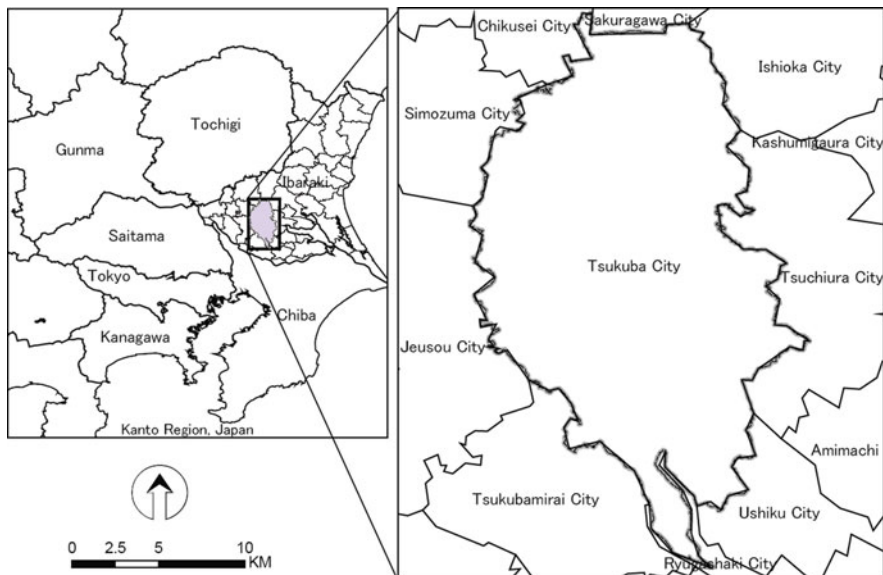 Tochigi
Gunma
Ibaraki
Saitama
Tokyo
Chiba
Kanagawa
Kanto Region, Japan
0 2.5 5 10
KM
Chikusei City
Sakuragawa City
Ishioka City
Simozuma City
Kashumigaura City
Tsukuba City
Tsuchiura City
Jeusou City
Amimachi
Tsukubamirai City
Ushiku City
Ryugashaki City